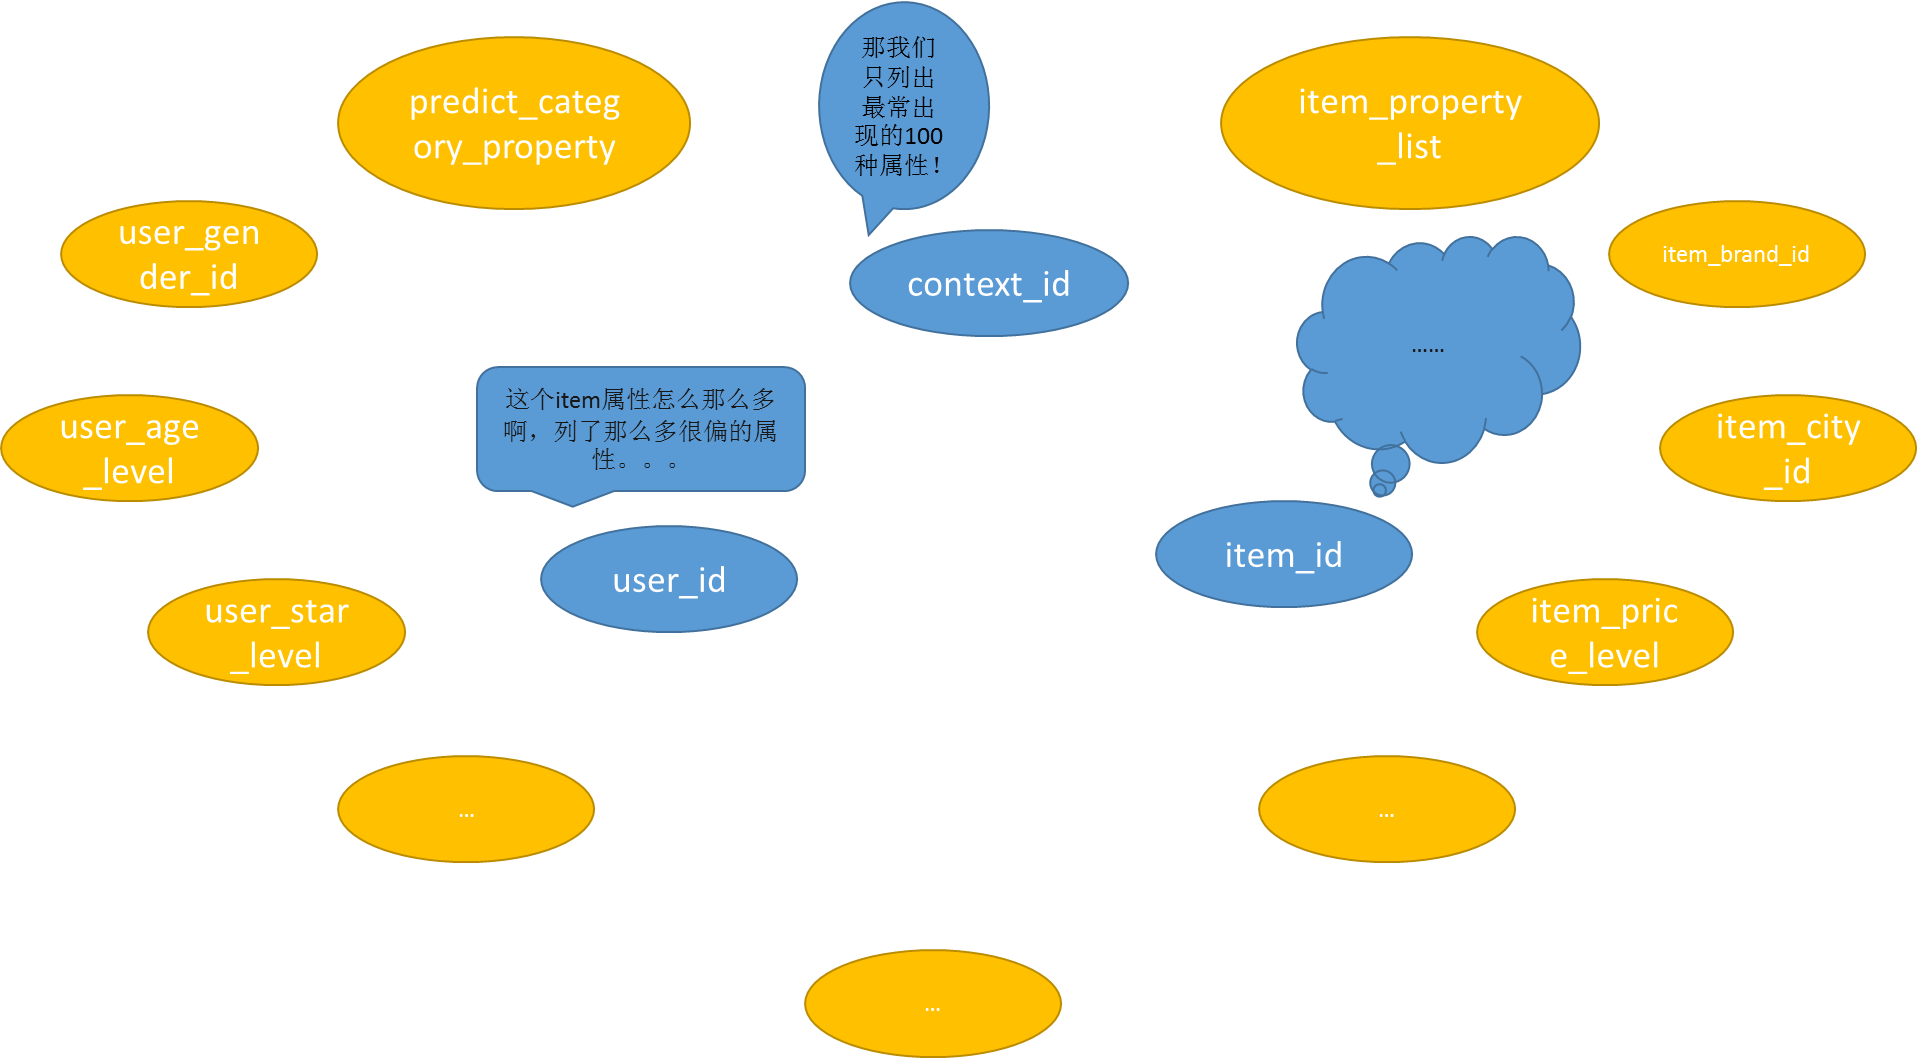 那我们
只列出
最常出
现的100
种属性！
predict_categ
ory_property
item_property
_list
user_gen
der_id
item_brand_id
context_id
……
这个item属性怎么那么多
啊，列了那么多很偏的属
性。。。
user_age
_level
item_city
_id
item_id
user_id
user_star
_level
item_pric
e_level
...
...
...